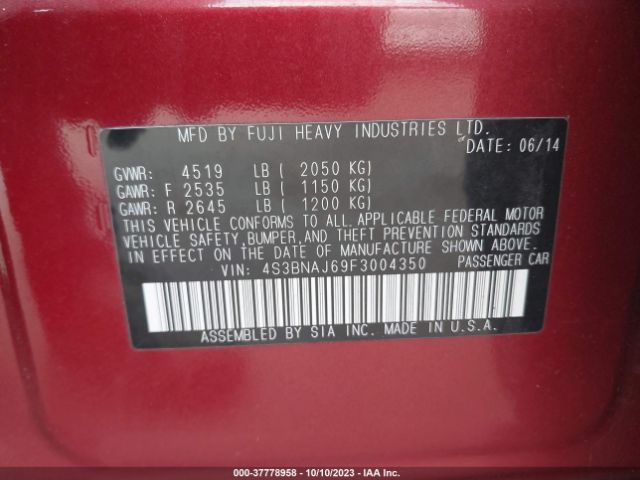 MFD BY FUJI HEAVY INDUSTRIES LTD.
DATE: 06/14
GVWR: 4519 LB ( 2050 KG)
GAWR: F 2535 LB ( 1150 KG)
GAWR: R 2645 LB ( 1200 KG)
THIS VEHICLE CONFORMS TO ALL APPLICABLE FEDERAL MOTOR
VEHICLE SAFETY, BUMPER, AND THEFT PREVENTION STANDARDS
IN EFFECT ON THE DATE OF MANUFACTURE SHOWN ABOVE.
VIN: 4S3BNAJ69F3004350 PASSENGER CAR
ASSEMBLED BY SIA INC. MADE IN U.S.A.
000-37778958 - 10/10/2023 - IAAI.COM